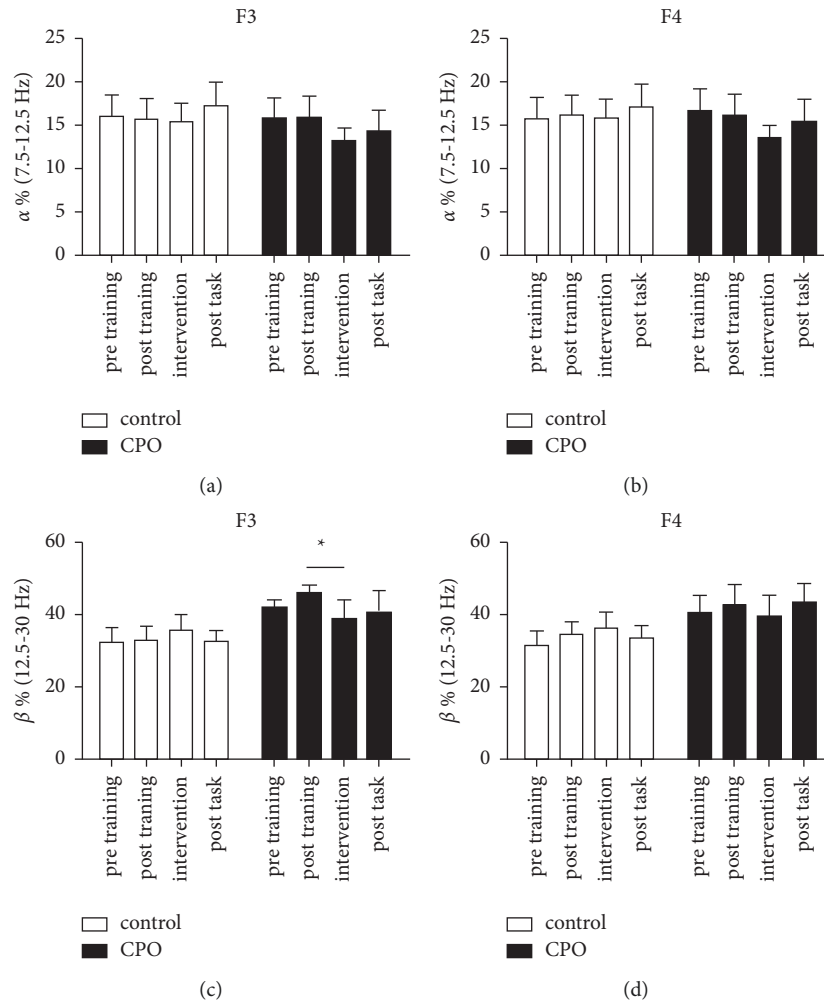 F3
α % (7.5-12.5 Hz)
25
20
15
10
5
0
pre training
post traning
intervention
post task
pre training
post traning
intervention
post task
control
CPO
(a)
F4
α % (7.5-12.5 Hz)
25
20
15
10
5
0
pre training
post traning
intervention
post task
pre training
post traning
intervention
post task
control
CPO
(b)
F3
β % (12.5-30 Hz)
60
40
20
0
*
pre training
post traning
intervention
post task
pre training
post traning
intervention
post task
control
CPO
(c)
F4
β % (12.5-30 Hz)
60
40
20
0
pre training
post traning
intervention
post task
pre training
post traning
intervention
post task
control
CPO
(d)